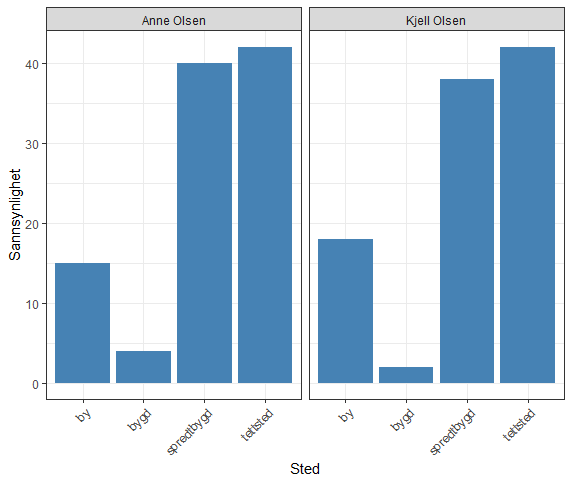 Anne Olsen
Kjell Olsen
Sannsynlighet
40
30
20
10
0
by
bygd
spredtbygd
tettsted
by
bygd
spredtbygd
tettsted
Sted